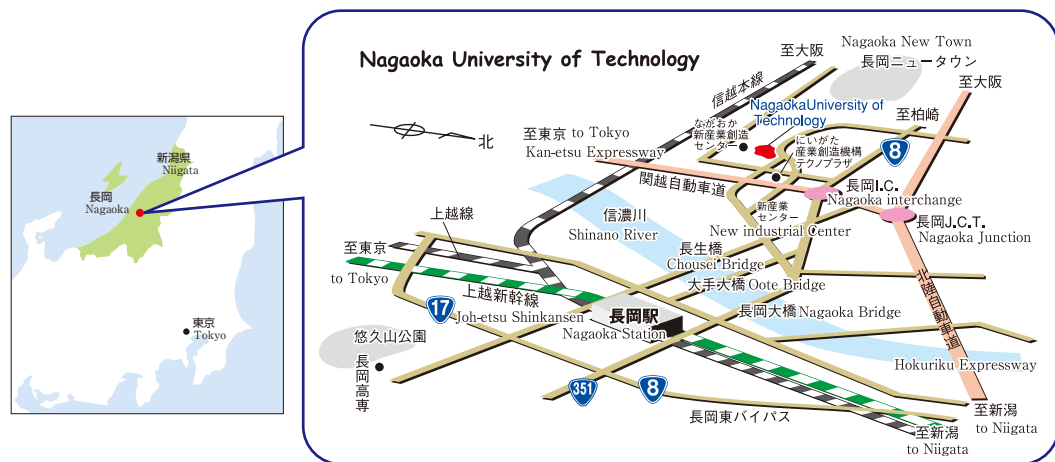 新潟県
Niigata
長岡
Nagaoka
東京
Tokyo
Nagaoka University of Technology
北
至大阪
信越本線
Nagaoka New Town
長岡ニュータウン
至大阪
NagaokaUniversity of
Technology
ながおか
新産業創造
センター
至柏崎
8
にいがた
産業創造機構
テクノプラザ
至東京 to Tokyo
Kan-etsu Expressway
関越自動車道
長岡I.C.
Nagaoka interchange
新産業
センター
New industrial Center
長岡J.C.T.
Nagaoka Junction
信濃川
Shinano River
上越線
至東京
to Tokyo
長生橋
Chousei Bridge
大手大橋 Oote Bridge
北陸自動車道
上越新幹線
Joh-etsu Shinkansen
17
長岡駅
Nagaoka Station
長岡大橋 Nagaoka Bridge
悠久山公園
長岡高専
Hokuriku Expressway
351
8
長岡東バイパス
至新潟
to Niigata
至新潟
to Niigata